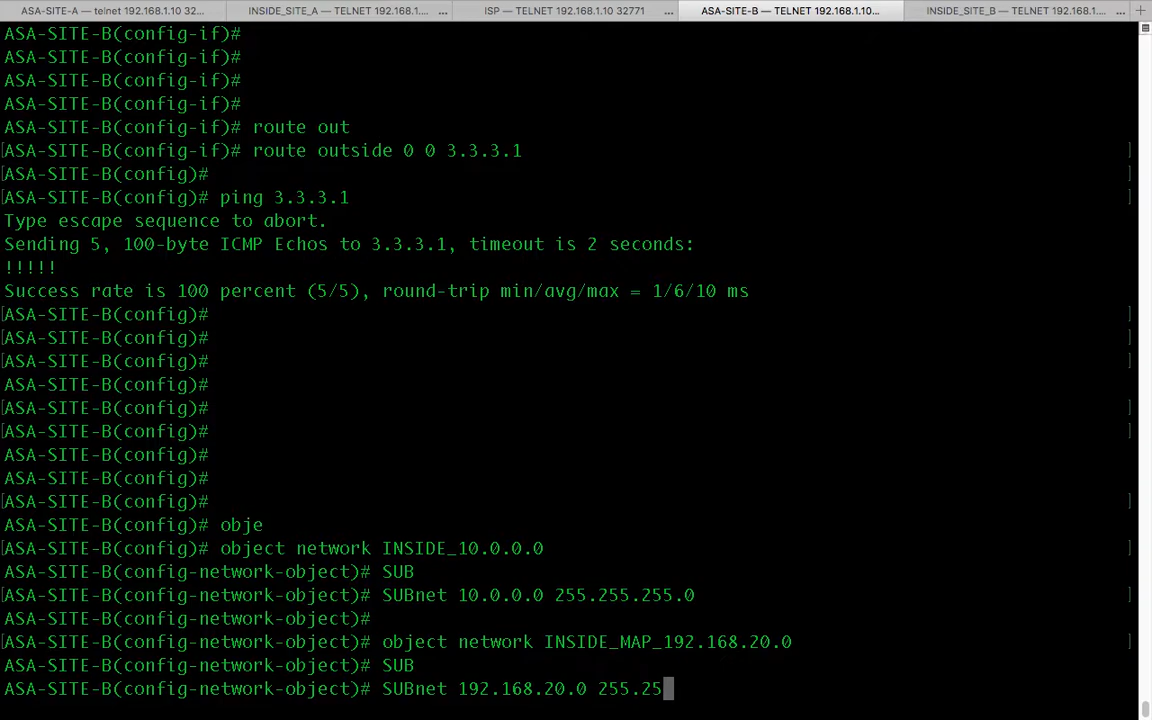 ASA-SITE-A — telnet 192.168.1.10 32...
INSIDE_SITE_A — TELNET 192.168.1.... ...
ISP — TELNET 192.168.1.10 32771 ...
ASA-SITE-B — TELNET 192.168.1.10...
INSIDE_SITE_B — TELNET 192.168.1.... ... +
ASA-SITE-B(config-if)#
ASA-SITE-B(config-if)#
ASA-SITE-B(config-if)#
ASA-SITE-B(config-if)#
ASA-SITE-B(config-if)# route out
[ASA-SITE-B(config-if)# route outside 0 0 3.3.3.1 ]
[ASA-SITE-B(config)# ]
[ASA-SITE-B(config)# ping 3.3.3.1 ]
Type escape sequence to abort.
Sending 5, 100-byte ICMP Echos to 3.3.3.1, timeout is 2 seconds:
!!!!!
Success rate is 100 percent (5/5), round-trip min/avg/max = 1/6/10 ms
[ASA-SITE-B(config)# ]
[ASA-SITE-B(config)# ]
[ASA-SITE-B(config)# ]
ASA-SITE-B(config)#
[ASA-SITE-B(config)# ]
[ASA-SITE-B(config)# ]
ASA-SITE-B(config)#
ASA-SITE-B(config)#
[ASA-SITE-B(config)# ]
ASA-SITE-B(config)# obje
[ASA-SITE-B(config)# object network INSIDE_10.0.0.0 ]
ASA-SITE-B(config-network-object)# SUB
[ASA-SITE-B(config-network-object)# SUBnet 10.0.0.0 255.255.255.0 ]
ASA-SITE-B(config-network-object)#
[ASA-SITE-B(config-network-object)# object network INSIDE_MAP_192.168.20.0 ]
ASA-SITE-B(config-network-object)# SUB
ASA-SITE-B(config-network-object)# SUBnet 192.168.20.0 255.25